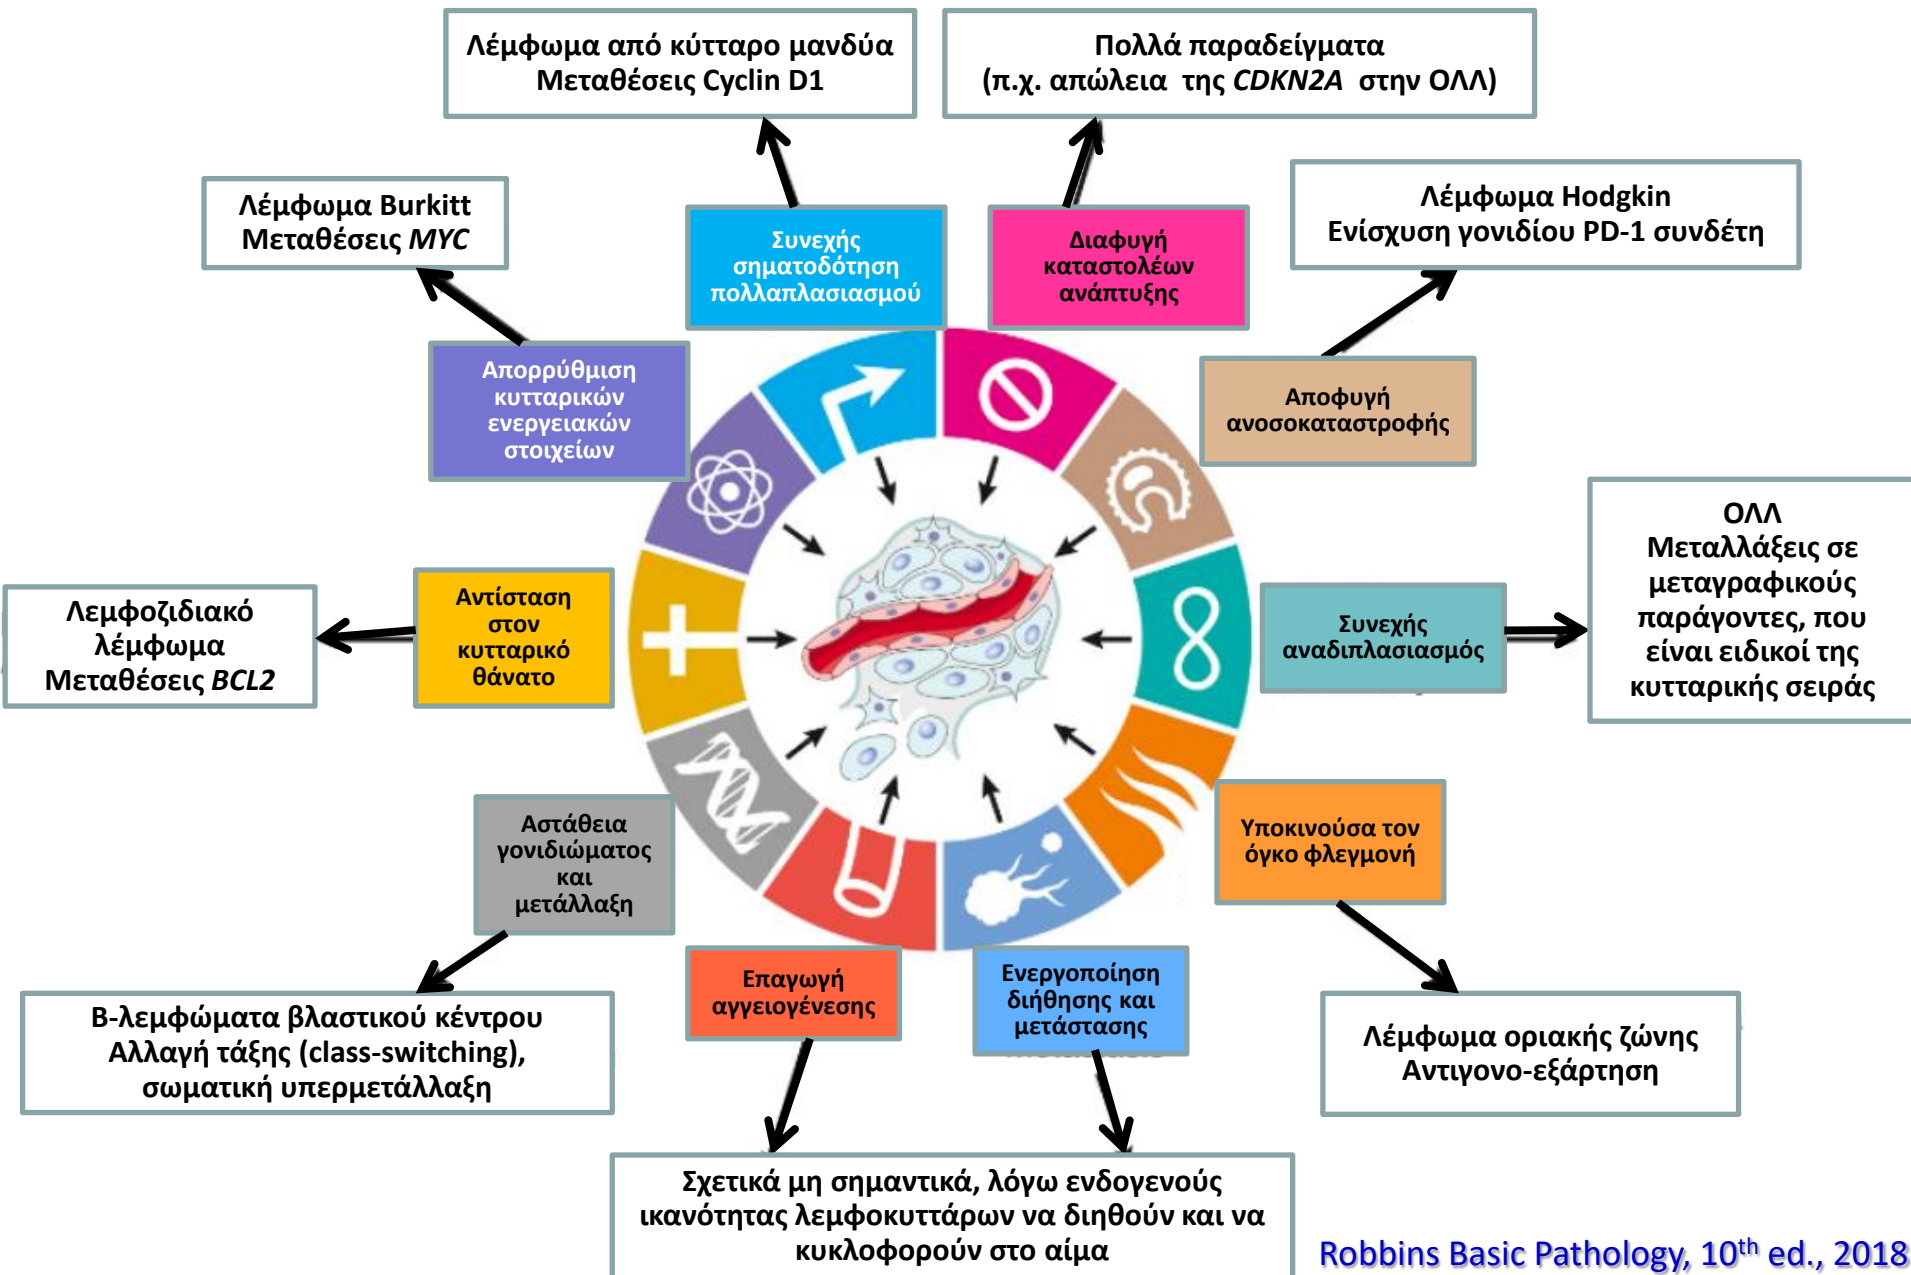 Λέμφωμα από κύτταρο μανδύα
Μεταθέσεις Cyclin D1
Πολλά παραδείγματα
(π.χ. απώλεια της CDKN2A στην ΟΛΛ)
Λέμφωμα Burkitt
Μεταθέσεις MYC
Λέμφωμα Hodgkin
Ενίσχυση γονιδίου PD-1 συνδέτη
Συνεχής
σηματοδότηση
πολλαπλασιασμού
Διαφυγή
καταστολέων
ανάπτυξης
Απορρύθμιση
κυτταρικών
ενεργειακών
στοιχείων
Αποφυγή
ανοσοκαταστροφής
ΟΛΛ
Μεταλλάξεις σε
μεταγραφικούς
παράγοντες, που
είναι ειδικοί της
κυτταρικής σειράς
Λεμφοζιδιακό
λέμφωμα
Μεταθέσεις BCL2
Αντίσταση
στον
κυτταρικό
θάνατο
Συνεχής
αναδιπλασιασμός
Αστάθεια
γονιδιώματος
και
μετάλλαξη
Υποκινούσα τον
όγκο φλεγμονή
Επαγωγή
αγγειογένεσης
Ενεργοποίηση
διήθησης και
μετάστασης
Β-λεμφώματα βλαστικού κέντρου
Αλλαγή τάξης (class-switching),
σωματική υπερμετάλλαξη
Λέμφωμα οριακής ζώνης
Αντιγονο-εξάρτηση
Σχετικά μη σημαντικά, λόγω ενδογενούς
ικανότητας λεμφοκυττάρων να διηθούν και να
κυκλοφορούν στο αίμα
Robbins Basic Pathology, 10th ed., 2018